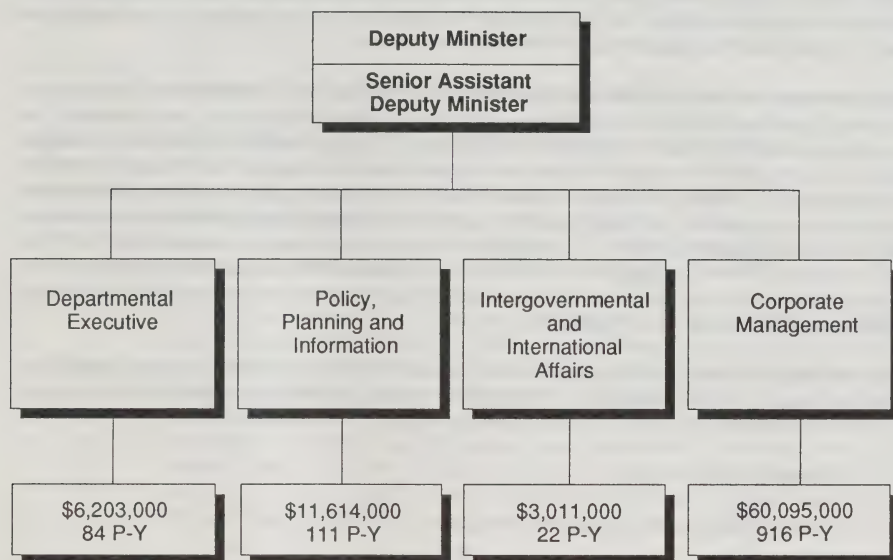 Deputy Minister
Senior Assistant
Deputy Minister
Departmental
Executive
Policy,
Planning and
Information
Intergovernmental
and
International
Affairs
Corporate
Management
$6,203,000
84 P-Y
$11,614,000
111 P-Y
$3,011,000
22 P-Y
$60,095,000
916 P-Y